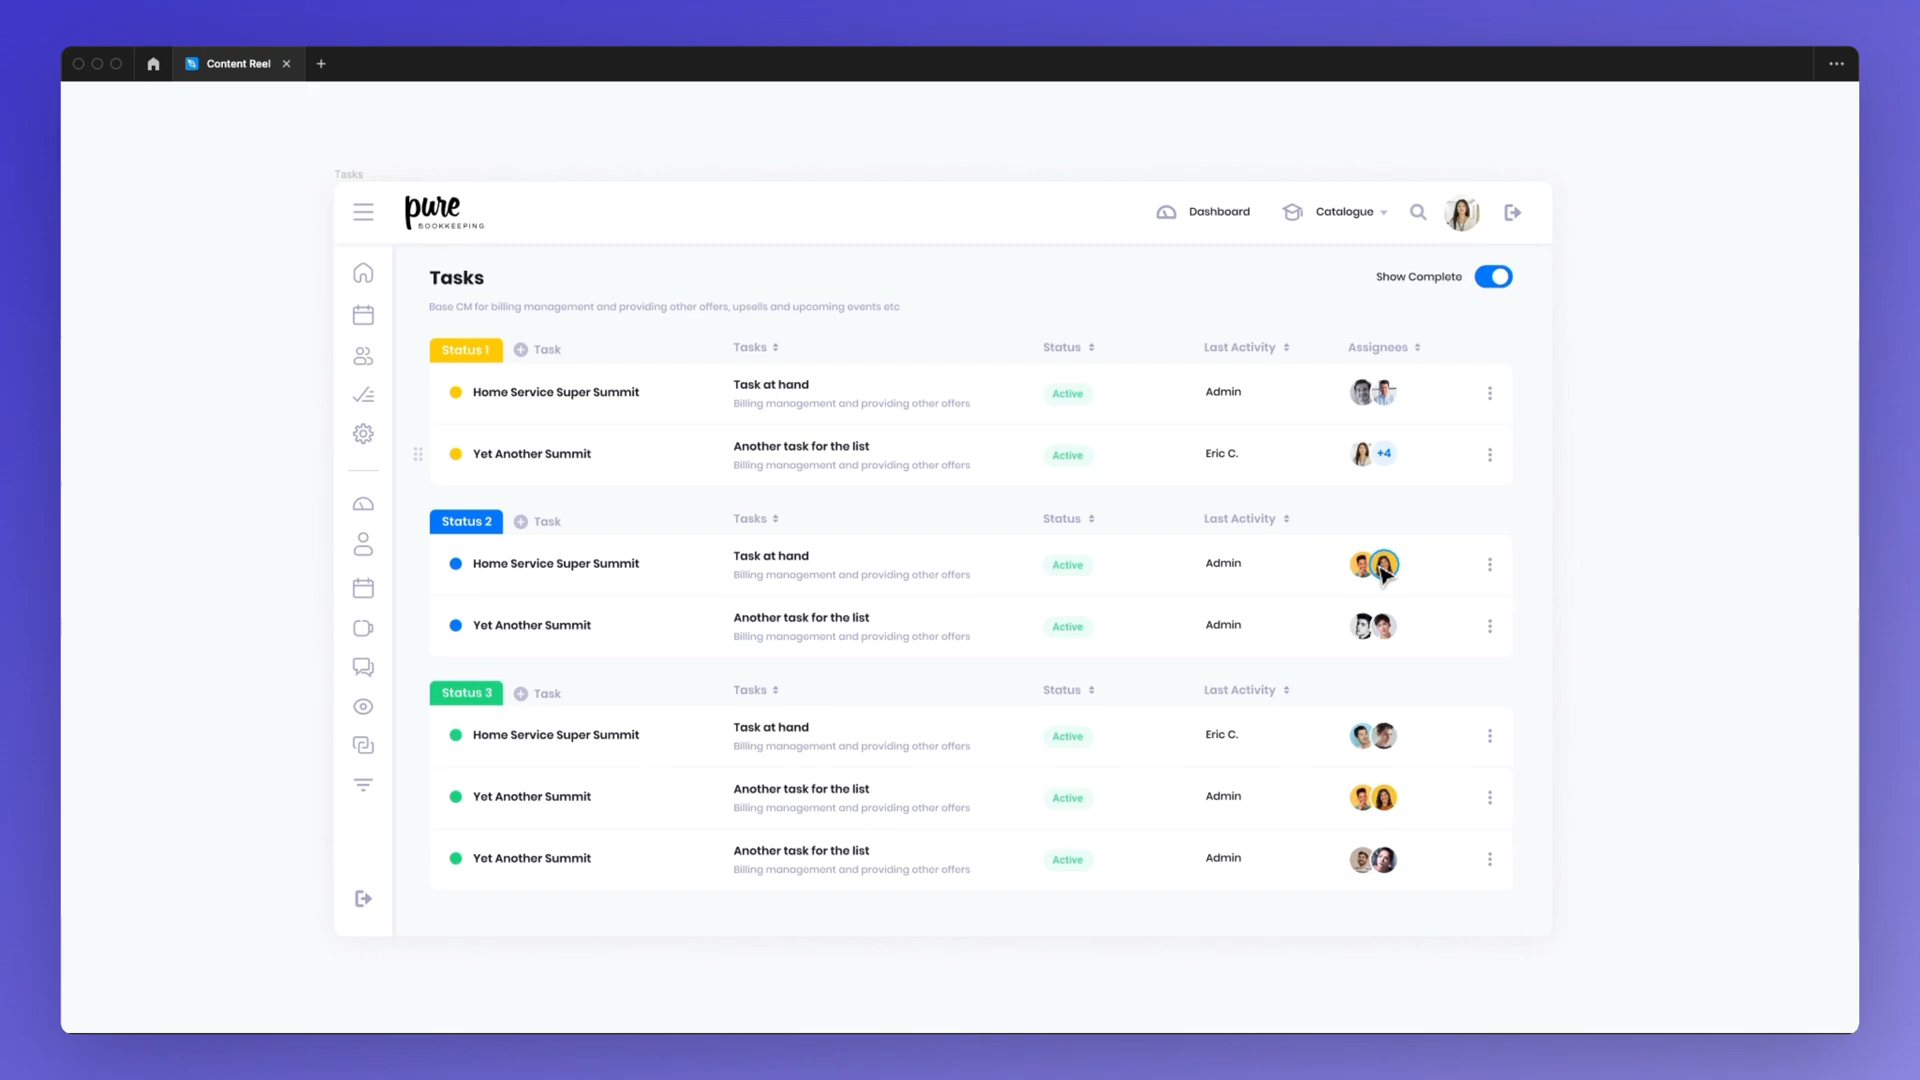 Content Reel
Tasks
pure
BOOKKEEPING
Dashboard
Catalogue
Tasks
Show Complete
Base CM for billing management and providing other offers, upsells and upcoming events etc
Status 1 Task Tasks Status Last Activity Assignees
Home Service Super Summit Task at hand Active Admin
Billing management and providing other offers
Yet Another Summit Another task for the list Active Eric C. +4
Billing management and providing other offers
Status 2 Task Tasks Status Last Activity
Home Service Super Summit Task at hand Active Admin
Billing management and providing other offers
Yet Another Summit Another task for the list Active Admin
Billing management and providing other offers
Status 3 Task Tasks Status Last Activity
Home Service Super Summit Task at hand Active Eric C.
Billing management and providing other offers
Yet Another Summit Another task for the list Active Admin
Billing management and providing other offers
Yet Another Summit Another task for the list Active Admin
Billing management and providing other offers